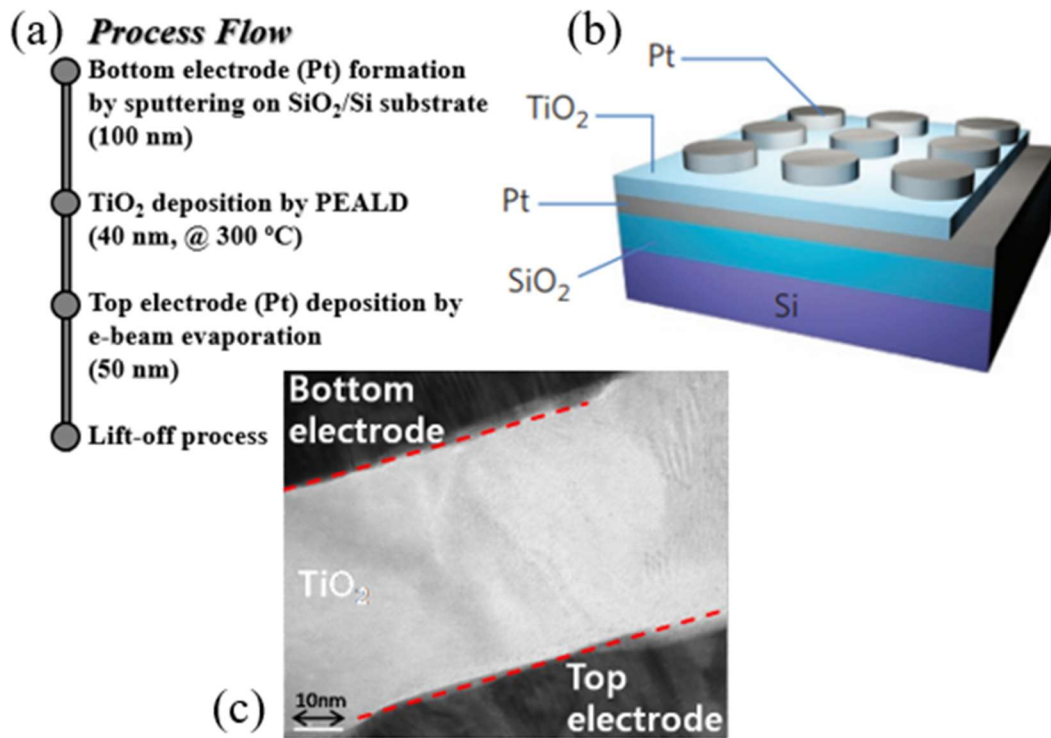 (a) Process Flow
Bottom electrode (Pt) formation
by sputtering on SiO₂/Si substrate
(100 nm)
TiO₂ deposition by PEALD
(40 nm, @ 300 ºC)
Top electrode (Pt) deposition by
e-beam evaporation
(50 nm)
Lift-off process
(b)
Pt
TiO₂
Pt
SiO₂
Si
Bottom
electrode
TiO₂
10nm
Top
electrode
(c)